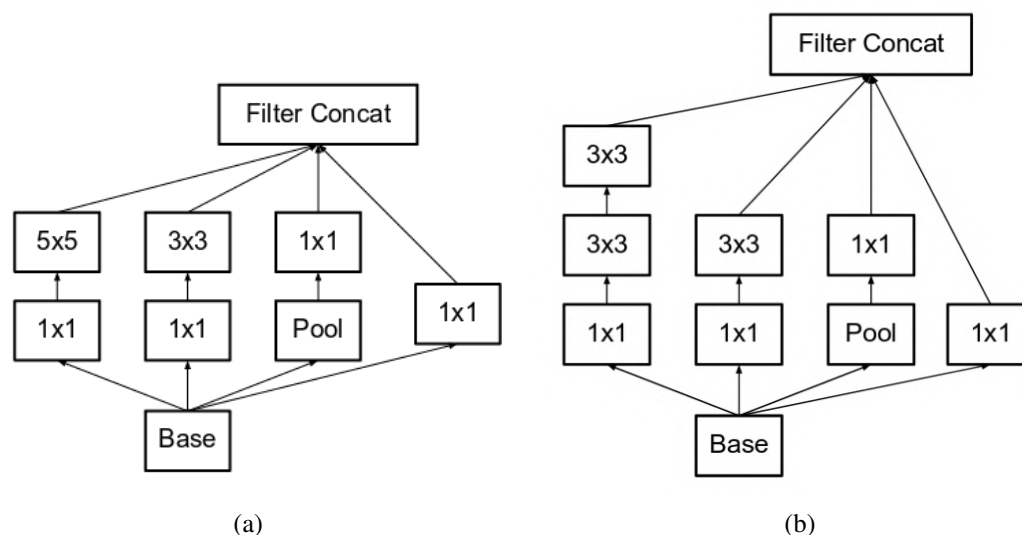 Filter Concat
5x5
3x3
1x1
1x1
1x1
Pool
1x1
Base
(a)
Filter Concat
3x3
3x3
3x3
1x1
1x1
1x1
Pool
1x1
Base
(b)